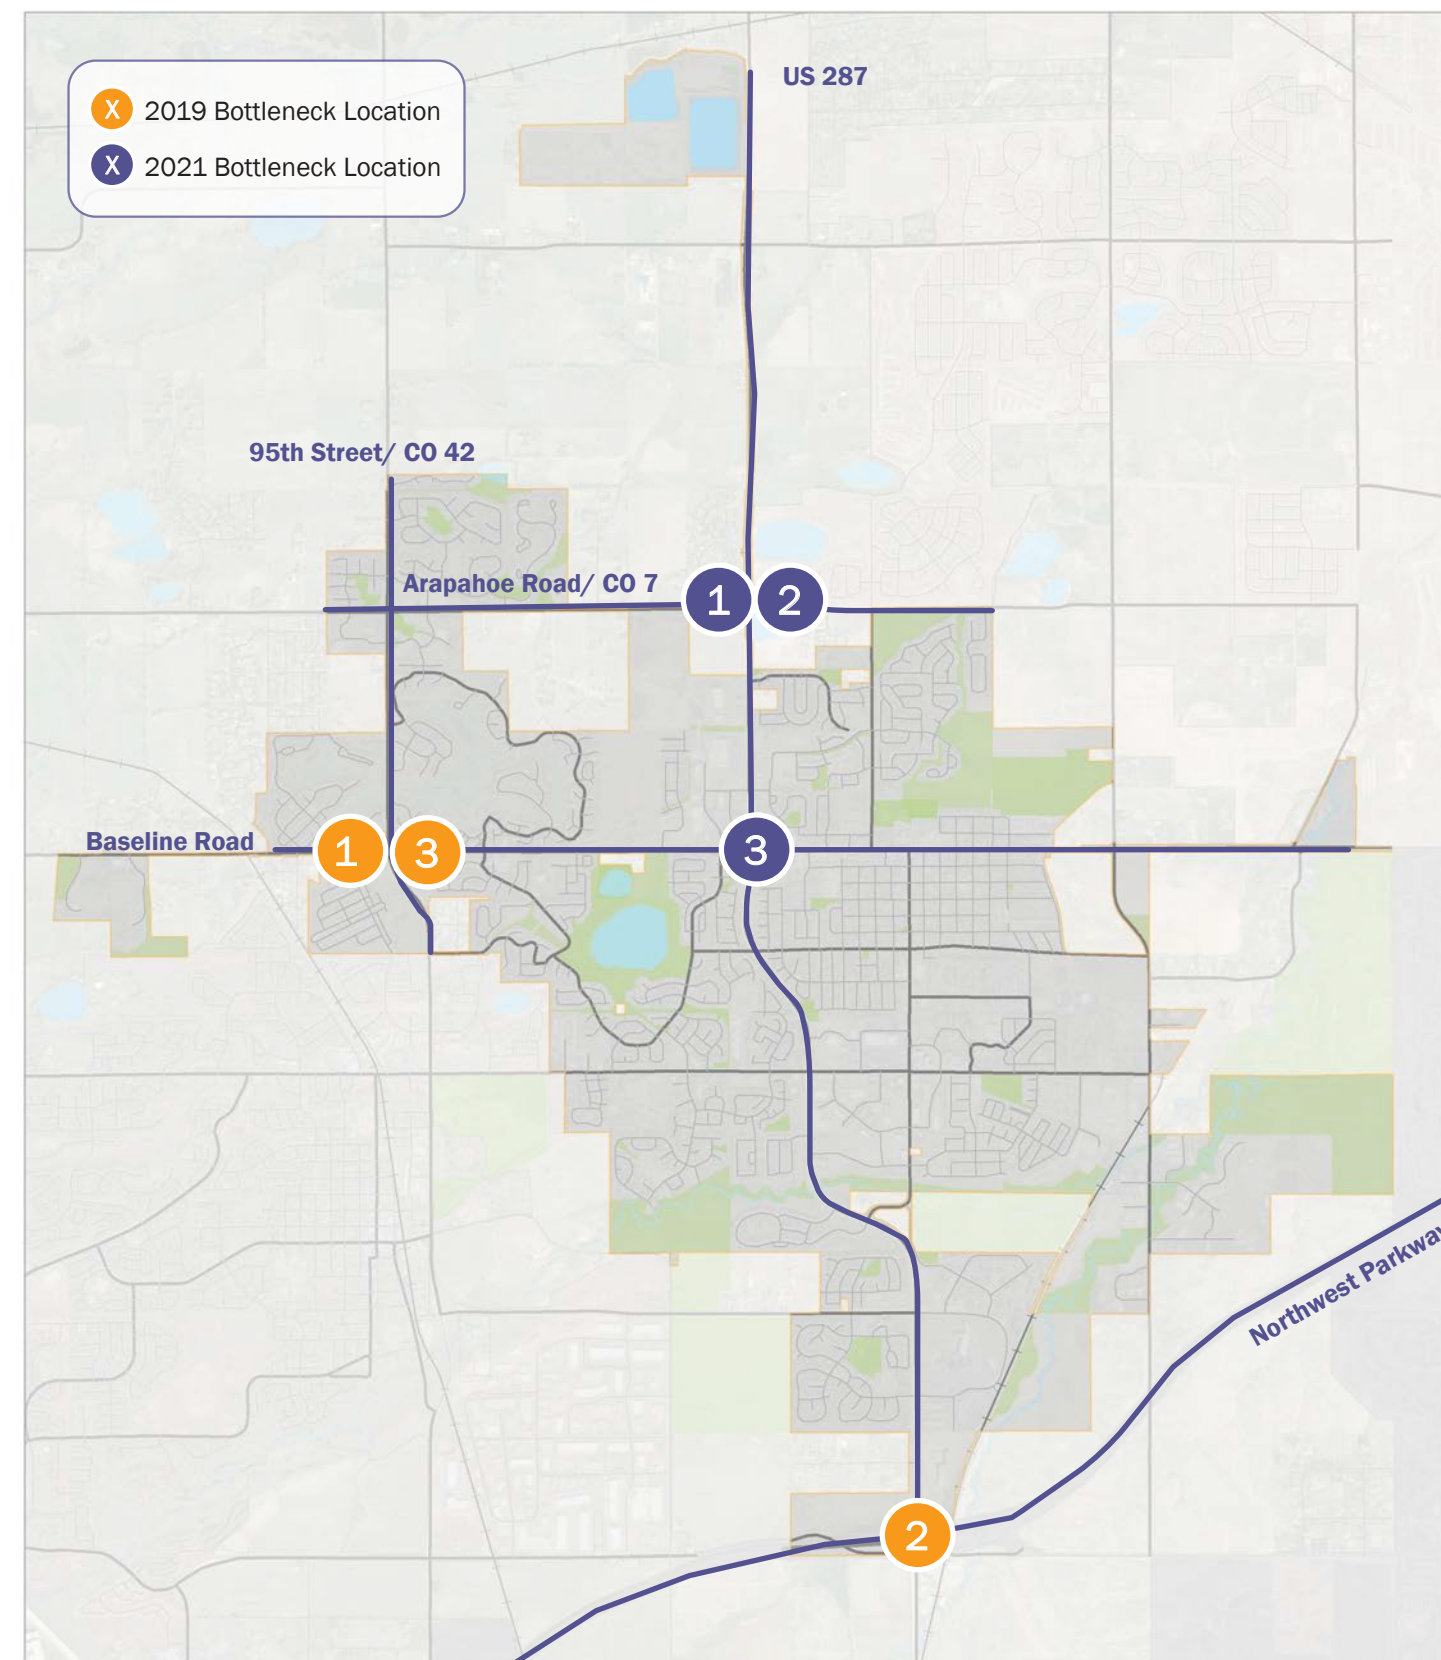 US 287
X 2019 Bottleneck Location
X 2021 Bottleneck Location
95th Street/ CO 42
Arapahoe Road/ CO 7
1 2
Baseline Road
1 3
3
Northwest Parkway
2